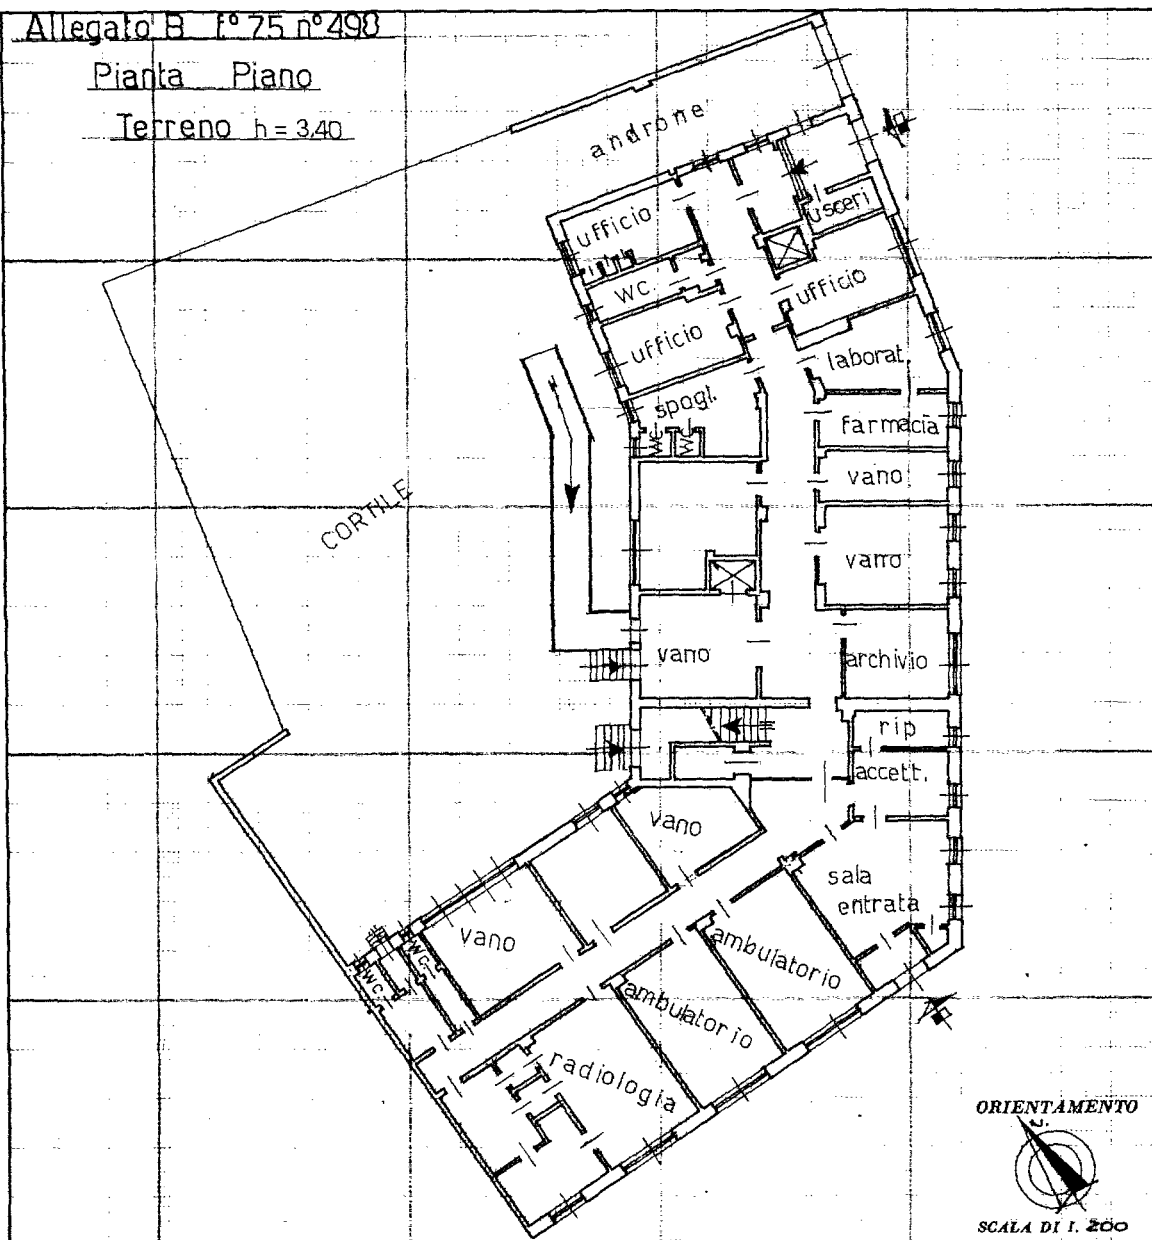 Allegato B f° 75 n° 498
Pianta Piano
Terreno h = 3,40
androne
ufficio
usceri
wc.
ufficio
ufficio
laborat.
spogl.
wc
wc
farmacia
vano
CORTILE
vano
vano
archivio
rip
accett.
vano
sala
entrata
vano
wc
wc
ambulatorio
ambulatorio
radiologia
ORIENTAMENTO
SCALA DI 1. 200